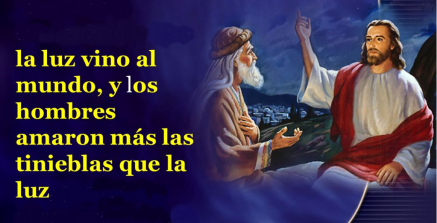 la luz vino al
mundo, y los
hombres
amaron más las
tinieblas que la
luz